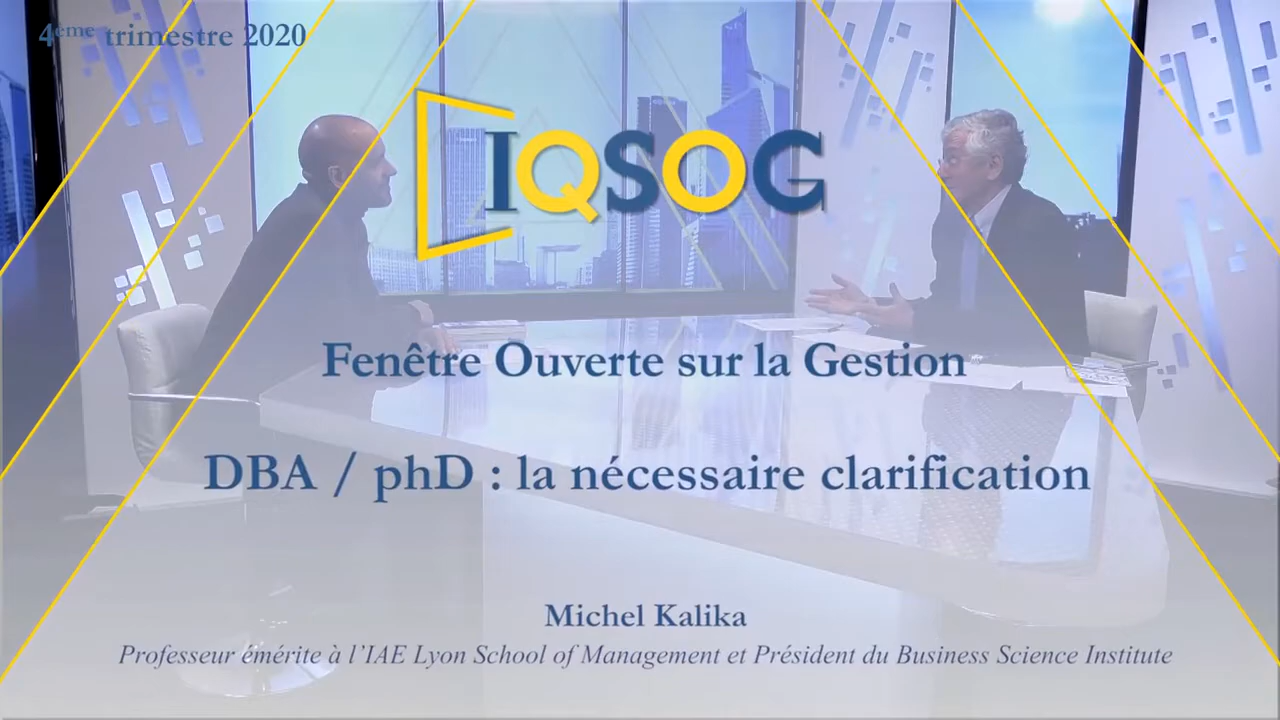 4ème trimestre 2020
IQSOG
Fenêtre Ouverte sur la Gestion
DBA / phD : la nécessaire clarification
Michel Kalika
Professeur émérite à l'IAE Lyon School of Management et Président du Business Science Institute